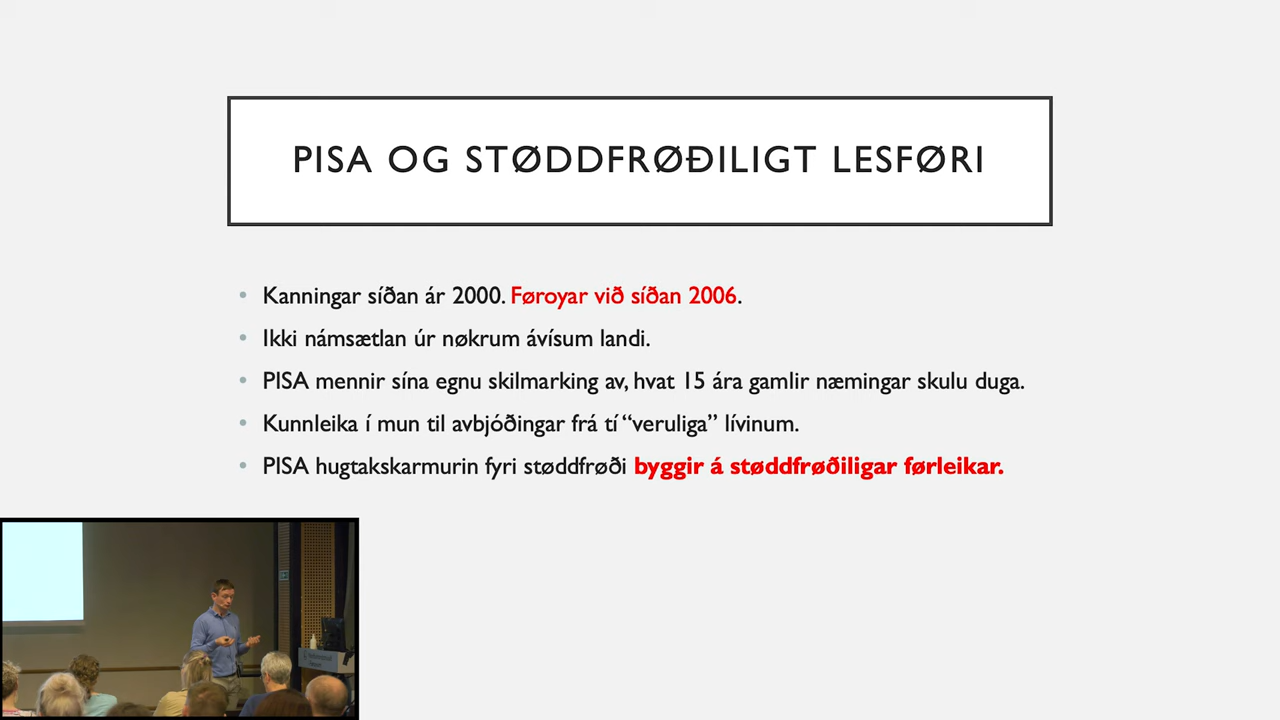 PISA OG STØDDFRØÐILIGT LESFØRI
• Kanningar síðan ár 2000. Føroyar við síðan 2006.
• Ikki námsætlan úr nøkrum ávísum landi.
• PISA mennir sína egnu skilmarking av, hvat 15 ára gamlir næmingar skulu duga.
• Kunnleika í mun til avbjóðingar frá tí “veruliga” lívinum.
• PISA hugtakskarmurin fyri støddfrøði byggir á støddfrøðiligar førleikar.